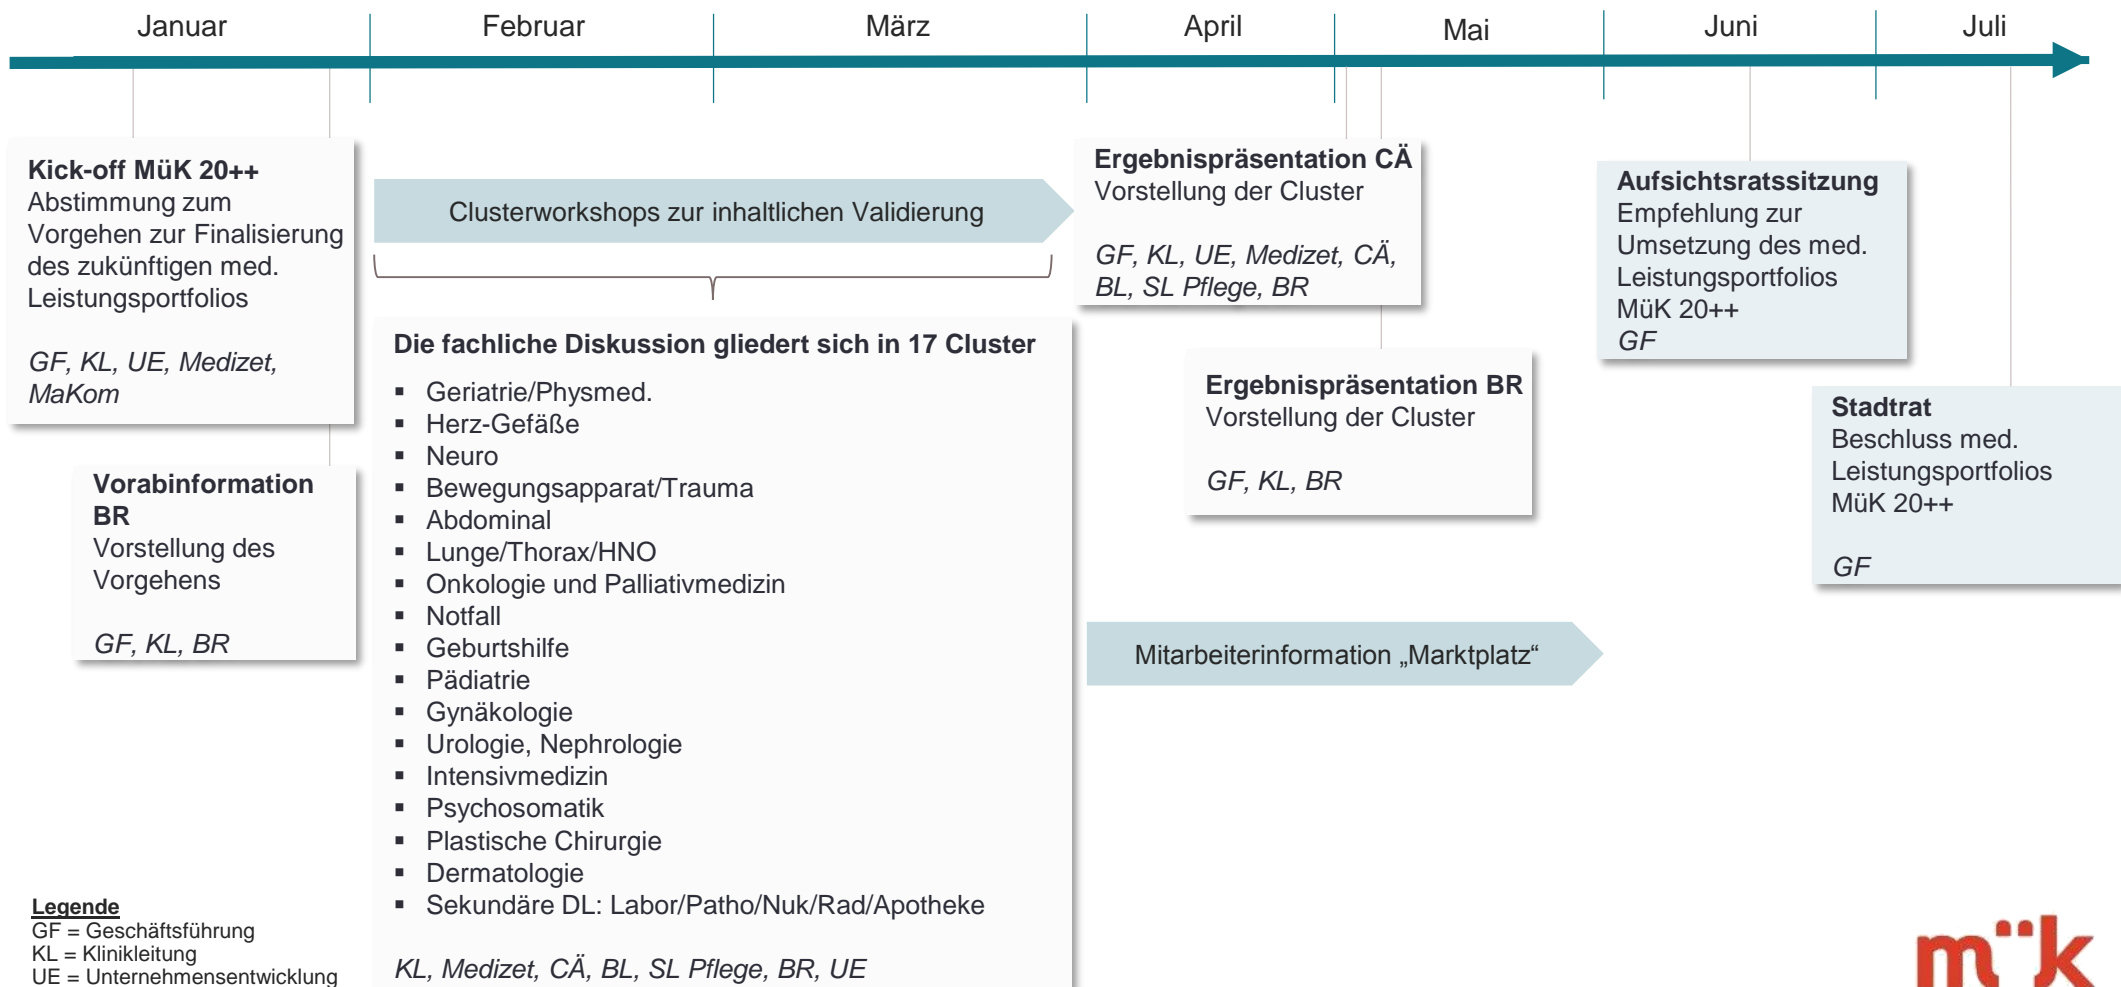 Januar
Februar
März
April
Mai
Juni
Juli
Kick-off MüK 20++
Abstimmung zum
Vorgehen zur Finalisierung
des zukünftigen med.
Leistungsportfolios
GF, KL, UE, Medizet,
MaKom
Vorabinformation
BR
Vorstellung des
Vorgehens
GF, KL, BR
Clusterworkshops zur inhaltlichen Validierung
Die fachliche Diskussion gliedert sich in 17 Cluster
▪ Geriatrie/Physmed.
▪ Herz-Gefäße
▪ Neuro
▪ Bewegungsapparat/Trauma
▪ Abdominal
▪ Lunge/Thorax/HNO
▪ Onkologie und Palliativmedizin
▪ Notfall
▪ Geburtshilfe
▪ Pädiatrie
▪ Gynäkologie
▪ Urologie, Nephrologie
▪ Intensivmedizin
▪ Psychosomatik
▪ Plastische Chirurgie
▪ Dermatologie
▪ Sekundäre DL: Labor/Patho/Nuk/Rad/Apotheke
KL, Medizet, CÄ, BL, SL Pflege, BR, UE
Ergebnispräsentation CÄ
Vorstellung der Cluster
GF, KL, UE, Medizet, CÄ,
BL, SL Pflege, BR
Ergebnispräsentation BR
Vorstellung der Cluster
GF, KL, BR
Mitarbeiterinformation „Marktplatz“
Aufsichtsratssitzung
Empfehlung zur
Umsetzung des med.
Leistungsportfolios
MüK 20++
GF
Stadtrat
Beschluss med.
Leistungsportfolios
MüK 20++
GF
Legende
GF = Geschäftsführung
KL = Klinikleitung
UE = Unternehmensentwicklung
mük